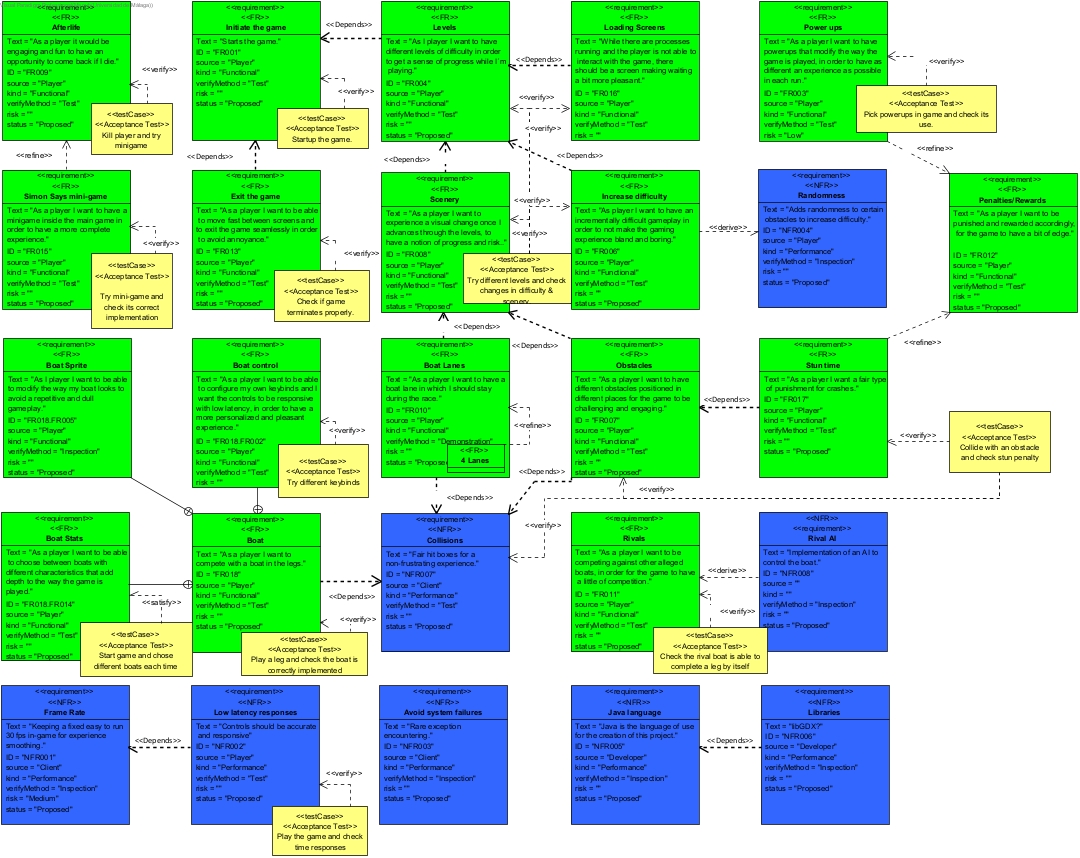 <<requirement>>
<<FR>>
Afterlife
Text = "As a player it would be
engaging and fun to have an
opportunity to come back if I die."
ID = "FR009"
source = "Player"
kind = "Functional"
verifyMethod = "Test"
risk = ""
status = "Proposed"
<<verify>>
<<testCase>>
<<Acceptance Test>>
Kill player and try
minigame
<<refine>>
<<requirement>>
<<FR>>
Initiate the game
Text = "Starts the game."
ID = "FR001"
source = "Player"
kind = "Functional"
verifyMethod = "Test"
risk = ""
status = "Proposed"
<<verify>>
<<testCase>>
<<Acceptance Test>>
Startup the game.
<<Depends>>
<<Depends>>
<<requirement>>
<<FR>>
Levels
Text = "As I player I want to have
different levels of difficulty in order
to get a sense of progress while I'm
playing."
ID = "FR004"
source = "Player"
kind = "Functional"
verifyMethod = "Test"
risk = ""
status = "Proposed"
<<Depends>>
<<verify>>
<<verify>>
<<Depends>>
<<Depends>>
<<requirement>>
<<FR>>
Loading Screens
Text = "While there are processes
running and the player is not able to
interact with the game, there
should be a screen making waiting
a bit more pleasant."
ID = "FR016"
source = "Player"
kind = "Functional"
verifyMethod = "Test"
risk = ""
<<requirement>>
<<FR>>
Power ups
Text = "As a player I want to have
powerups that modify the way the
game is played, in order to have as
different an experience as possible
in each run."
ID = "FR003"
source = "Player"
kind = "Functional"
verifyMethod = "Test"
risk = "Low"
<<verify>>
<<testCase>>
<<Acceptance Test>>
Pick powerups in game and check its
use.
<<refine>>
<<requirement>>
<<FR>>
Simon Says mini-game
Text = "As a player I want to have a
minigame inside the main game in
order to have a more complete
experience."
ID = "FR015"
source = "Player"
kind = "Functional"
verifyMethod = "Test"
risk = ""
status = "Proposed"
<<verify>>
<<testCase>>
<<Acceptance Test>>
Try mini-game and
check its correct
implementation
<<requirement>>
<<FR>>
Exit the game
Text = "As a player I want to be able
to move fast between screens and
to exit the game seamlessly in order
to avoid annoyance."
ID = "FR013"
source = "Player"
kind = "Functional"
verifyMethod = "Test"
risk = ""
status = "Proposed"
<<verify>>
<<testCase>>
<<Acceptance Test>>
Check if game
terminates properly.
<<requirement>>
<<FR>>
Scenery
Text = "As a player I want to
experience a visual change once I
advances through the levels, to
have a notion of progress and risk."
ID = "FR008"
source = "Player"
kind = "Functional"
verifyMethod = "Test"
risk = ""
status = "Proposed"
<<verify>>
<<verify>>
<<testCase>>
<<Acceptance Test>>
Try different levels and check
changes in difficulty &
scenery
<<requirement>>
<<FR>>
Increase difficulty
Text = "As a player I want to have an
incrementally difficult gameplay in
order to not make the gaming
experience bland and boring."
ID = "FR006"
source = "Player"
kind = "Functional"
verifyMethod = "Test"
risk = ""
status = "Proposed"
<<derive>>
<<requirement>>
<<NFR>>
Randomness
Text = "Adds randomness to certain
obstacles to increase difficulty."
ID = "NFR004"
source = "Player"
kind = "Performance"
verifyMethod = "Inspection"
risk = ""
status = "Proposed"
<<requirement>>
<<FR>>
Penalties/Rewards
Text = "As a player I want to be
punished and rewarded accordingly,
for the game to have a bit of edge."
ID = "FR012"
source = "Player"
kind = "Functional"
verifyMethod = "Test"
risk = ""
status = "Proposed"
<<Depends>>
<<Depends>>
<<refine>>
<<requirement>>
<<FR>>
Boat Sprite
Text = "As I player I want to be able
to modify the way my boat looks to
avoid a repetitive and dull
gameplay."
ID = "FR018.FR005"
source = "Player"
kind = "Functional"
verifyMethod = "Inspection"
risk = ""
status = "Proposed"
<<requirement>>
<<FR>>
Boat control
Text = "As a player I want to be able
to configure my own keybinds and I
want the controls to be responsive
with low latency, in order to have a
more personalized and pleasant
experience."
ID = "FR018.FR002"
source = "Player"
kind = "Functional"
verifyMethod = "Test"
risk = ""
<<verify>>
<<testCase>>
<<Acceptance Test>>
Try different keybinds
<<requirement>>
<<FR>>
Boat Lanes
Text = "As a player I want to have a
boat lane in which I should stay
during the race."
ID = "FR010"
source = "Player"
kind = "Functional"
verifyMethod = "Demonstration"
risk = ""
status = "Proposed"
<<FR>>
4 Lanes
<<refine>>
<<requirement>>
<<FR>>
Obstacles
Text = "As a player I want to have
different obstacles positioned in
different places for the game to be
challenging and engaging."
ID = "FR007"
source = "Player"
kind = "Functional"
verifyMethod = "Test"
risk = ""
status = "Proposed"
<<Depends>>
<<requirement>>
<<FR>>
Stun time
Text = "As a player I want a fair type
of punishment for crashes."
ID = "FR017"
source = "Player"
kind = "Functional"
verifyMethod = "Test"
risk = ""
status = "Proposed"
<<verify>>
<<testCase>>
<<Acceptance Test>>
Collide with an obstacle
and check stun penalty
<<Depends>>
<<Depends>>
<<verify>>
<<verify>>
<<requirement>>
<<FR>>
Boat Stats
Text = "As a player I want to be able
to choose between boats with
different characteristics that add
depth to the way the game is
played."
ID = "FR018.FR014"
source = "Player"
kind = "Functional"
verifyMethod = "Test"
risk = ""
status = "Proposed"
<<satisfy>>
<<testCase>>
<<Acceptance Test>>
Start game and chose
different boats each time
<<requirement>>
<<FR>>
Boat
Text = "As a player I want to
compete with a boat in the legs."
ID = "FR018"
source = "Player"
kind = "Functional"
verifyMethod = "Test"
risk = ""
status = "Proposed"
<<Depends>>
<<verify>>
<<testCase>>
<<Acceptance Test>>
Play a leg and check the boat is
correctly implemented
<<requirement>>
<<NFR>>
Collisions
Text = "Fair hit boxes for a
non-frustrating experience."
ID = "NFR007"
source = "Client"
kind = "Performance"
verifyMethod = "Test"
risk = ""
status = "Proposed"
<<requirement>>
<<FR>>
Rivals
Text = "As a player I want to be
competing against other alleged
boats, in order for the game to have
a little of competition."
ID = "FR011"
source = "Player"
kind = "Functional"
verifyMethod = "Test"
risk = ""
status = "Proposed"
<<derive>>
<<verify>>
<<testCase>>
<<Acceptance Test>>
Check the rival boat is able to
complete a leg by itself
<<requirement>>
<<NFR>>
Rival AI
Text = "Implementation of an AI to
control the boat."
ID = "NFR008"
source = ""
kind = ""
verifyMethod = "Inspection"
risk = ""
status = "Proposed"
<<requirement>>
<<NFR>>
Frame Rate
Text = "Keeping a fixed easy to run
30 fps in-game for experience
smoothing."
ID = "NFR001"
source = "Client"
kind = "Performance"
verifyMethod = "Inspection"
risk = "Medium"
status = "Proposed"
<<Depends>>
<<requirement>>
<<NFR>>
Low latency responses
Text = "Controls should be accurate
and responsive"
ID = "NFR002"
source = "Player"
kind = "Performance"
verifyMethod = "Test"
risk = ""
status = "Proposed"
<<verify>>
<<testCase>>
<<Acceptance Test>>
Play the game and check
time responses
<<requirement>>
<<NFR>>
Avoid system failures
Text = "Rare exception
encountering."
ID = "NFR003"
source = "Client"
kind = "Performance"
verifyMethod = "Inspection"
risk = ""
status = "Proposed"
<<requirement>>
<<NFR>>
Java language
Text = "Java is the language of use
for the creation of this project."
ID = "NFR005"
source = "Developer"
kind = "Performance"
verifyMethod = "Inspection"
risk = ""
status = "Proposed"
<<Depends>>
<<requirement>>
<<NFR>>
Libraries
Text = "libGDX?"
ID = "NFR006"
source = "Developer"
kind = "Performance"
verifyMethod = "Inspection"
risk = ""
status = "Proposed"